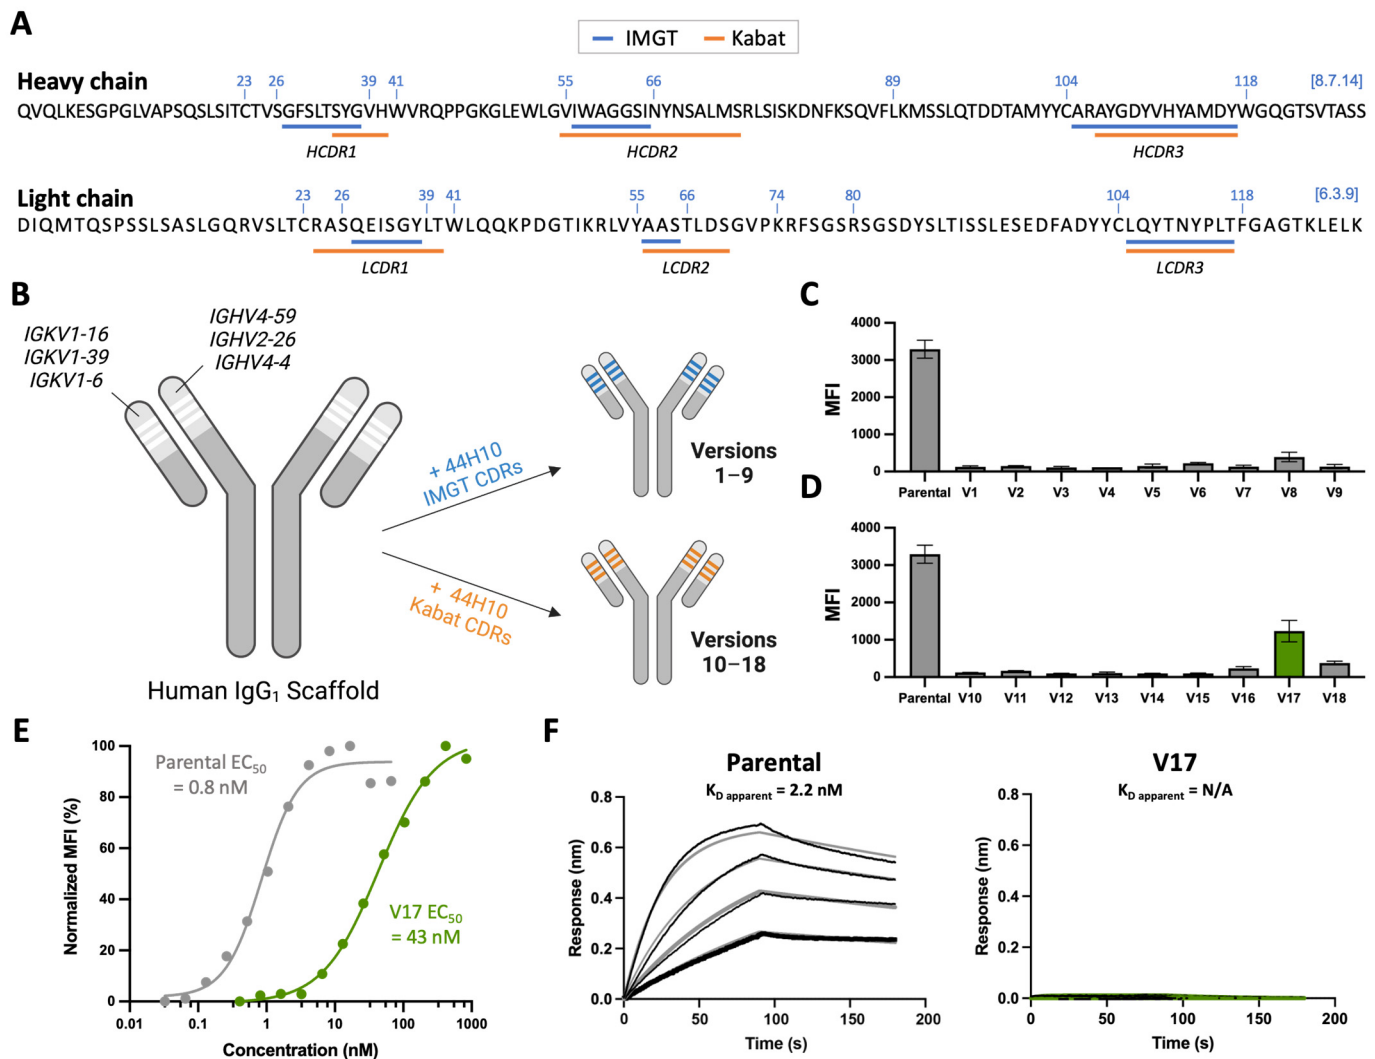 A
IMGT Kabat
Heavy chain
23 26 39 41 55 66 89 104 118 [8.7.14]
QVQLKESGPGLVAPSQSLSITCTVSGFSLTSYGVHWVRQPPGKGLEWLGVIWAGGSINYNSALMSRLSISKDNFKSQVFLKMSSLQTDDTAMYYCARAYGDYVHYAMDYWGQGTSVTASS
HCDR1 HCDR2 HCDR3
Light chain
23 26 39 41 55 66 74 80 104 118 [6.3.9]
DIQMTQSPSSLSASLGQRVSLTCRASQEISGYLTWLQQKPDGTIKRLVYAASTLDSGVPKRFSGSRSGSDYSLTISSLESEDFADYYCLQYTNYPLTFGAGTKLELK
LCDR1 LCDR2 LCDR3
B
IGKV1-16
IGKV1-39
IGKV1-6
IGHV4-59
IGHV2-26
IGHV4-4
+ 44H10
IMGT CDRs
+ 44H10
Kabat CDRs
Versions
1–9
Versions
10–18
Human IgG1 Scaffold
C
MFI
4000
3000
2000
1000
0
Parental V1 V2 V3 V4 V5 V6 V7 V8 V9
D
MFI
4000
3000
2000
1000
0
Parental V10 V11 V12 V13 V14 V15 V16 V17 V18
E
Normalized MFI (%)
100
80
60
40
20
0
Parental EC50
= 0.8 nM
V17 EC50
= 43 nM
0.01 0.1 1 10 100 1000
Concentration (nM)
F
Parental
KD apparent = 2.2 nM
Response (nm)
0.8
0.6
0.4
0.2
0.0
0 50 100 150 200
Time (s)
V17
KD apparent = N/A
Response (nm)
0.8
0.6
0.4
0.2
0.0
0 50 100 150 200
Time (s)